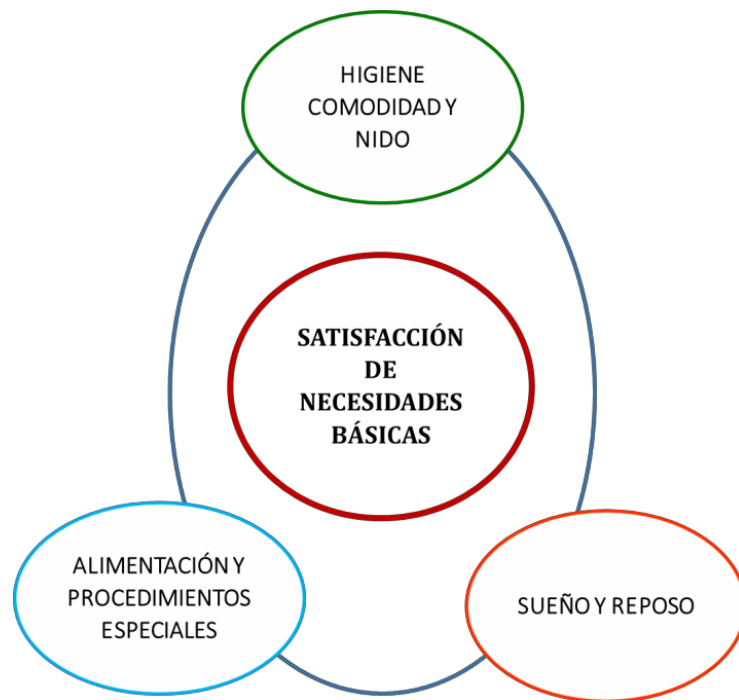 HIGIENE
COMODIDAD Y
NIDO
SATISFACCIÓN
DE
NECESIDADES
BÁSICAS
ALIMENTACIÓN Y
PROCEDIMIENTOS
ESPECIALES
SUEÑO Y REPOSO